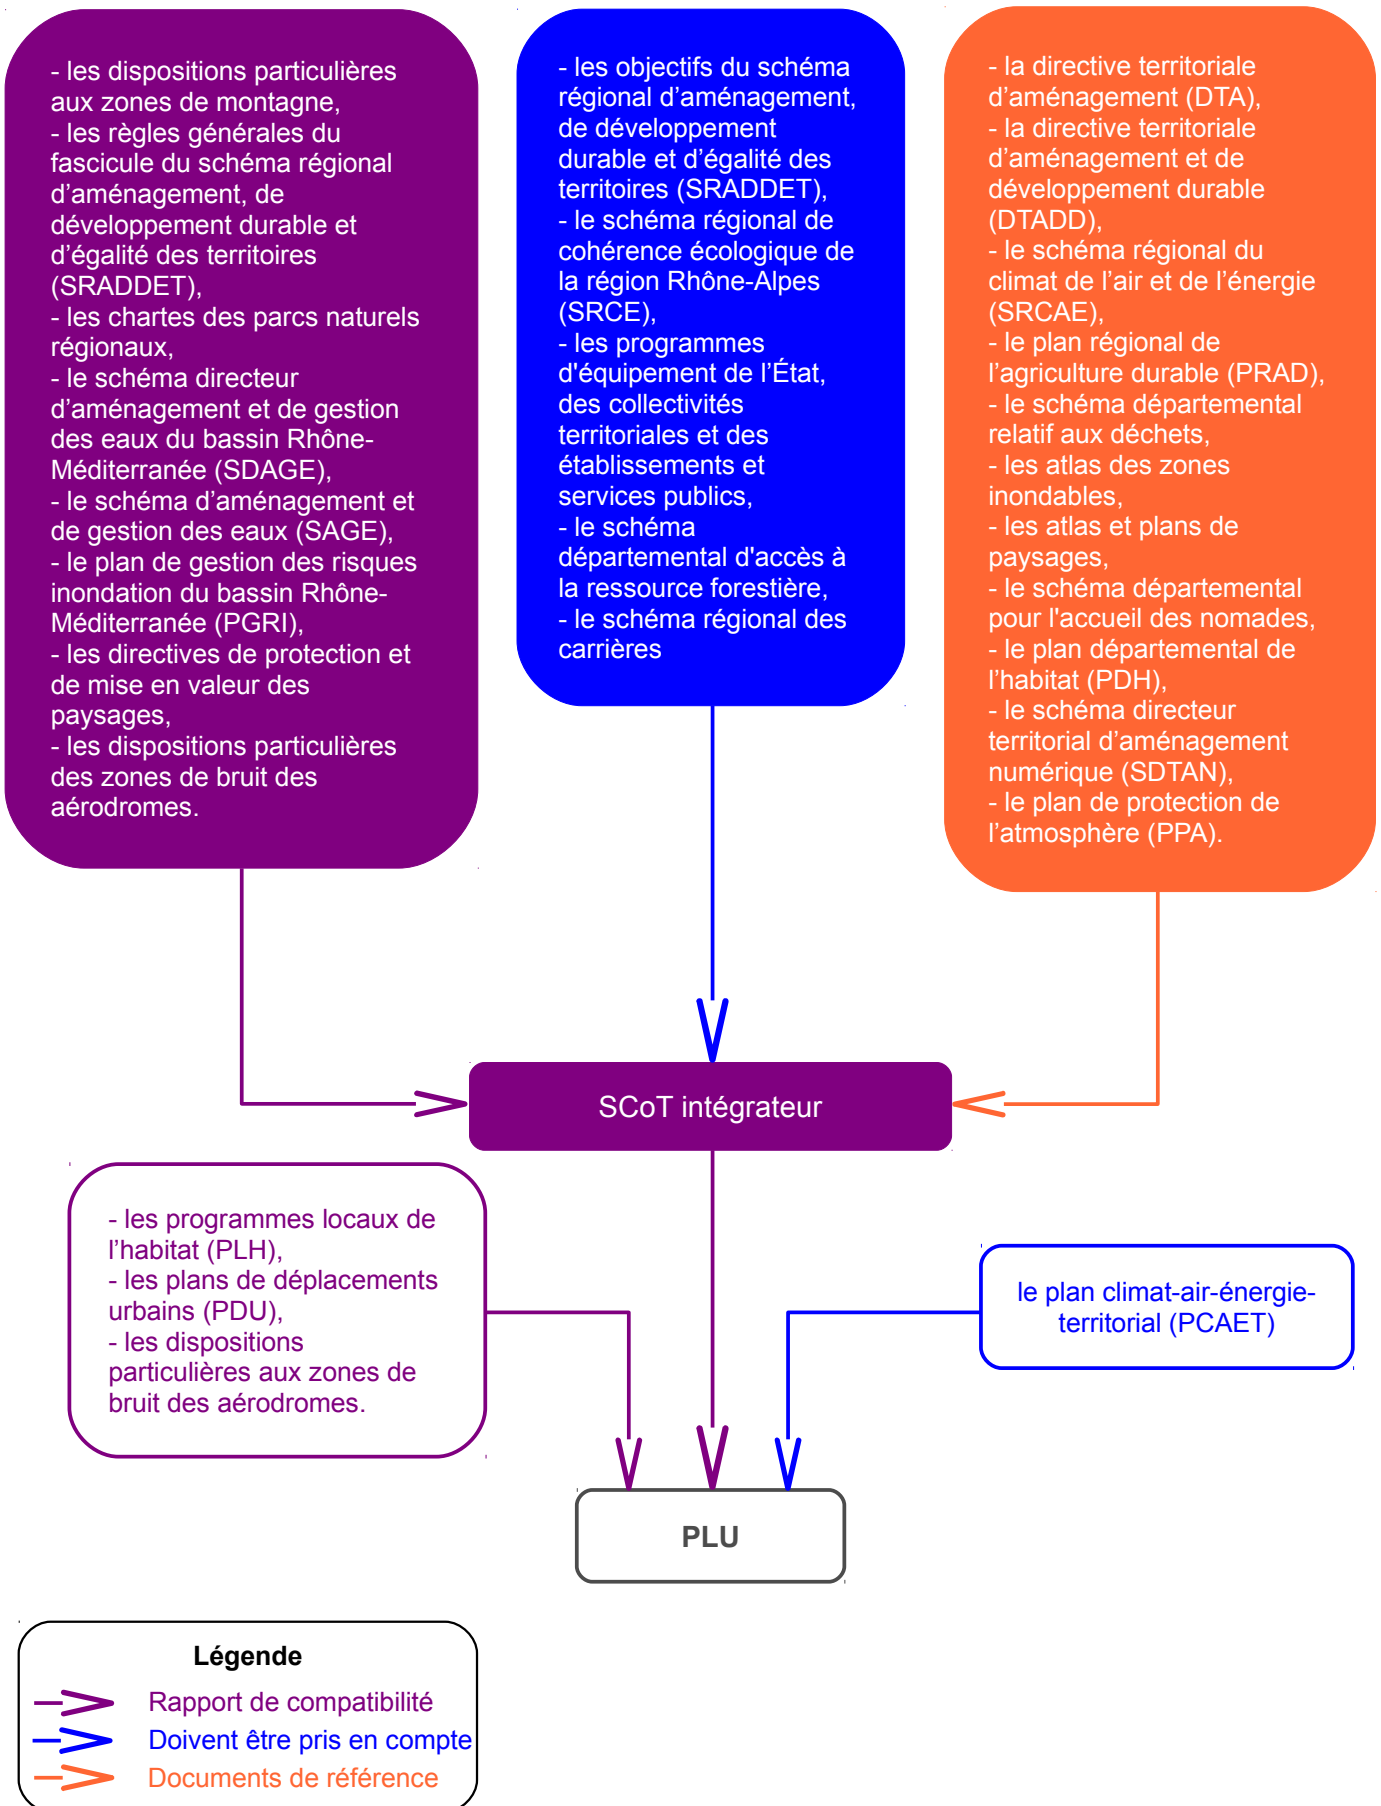 - les dispositions particulières
aux zones de montagne,
- les règles générales du
fascicule du schéma régional
d’aménagement, de
développement durable et
d’égalité des territoires
(SRADDET),
- les chartes des parcs naturels
régionaux,
- le schéma directeur
d’aménagement et de gestion
des eaux du bassin Rhône-
Méditerranée (SDAGE),
- le schéma d’aménagement et
de gestion des eaux (SAGE),
- le plan de gestion des risques
inondation du bassin Rhône-
Méditerranée (PGRI),
- les directives de protection et
de mise en valeur des
paysages,
- les dispositions particulières
des zones de bruit des
aérodromes.
- les objectifs du schéma
régional d’aménagement,
de développement
durable et d’égalité des
territoires (SRADDET),
- le schéma régional de
cohérence écologique de
la région Rhône-Alpes
(SRCE),
- les programmes
d'équipement de l’État,
des collectivités
territoriales et des
établissements et
services publics,
- le schéma
départemental d'accès à
la ressource forestière,
- le schéma régional des
carrières
- la directive territoriale
d’aménagement (DTA),
- la directive territoriale
d’aménagement et de
développement durable
(DTADD),
- le schéma régional du
climat de l’air et de l’énergie
(SRCAE),
- le plan régional de
l’agriculture durable (PRAD),
- le schéma départemental
relatif aux déchets,
- les atlas des zones
inondables,
- les atlas et plans de
paysages,
- le schéma départemental
pour l'accueil des nomades,
- le plan départemental de
l’habitat (PDH),
- le schéma directeur
territorial d’aménagement
numérique (SDTAN),
- le plan de protection de
l’atmosphère (PPA).
SCoT intégrateur
- les programmes locaux de
l’habitat (PLH),
- les plans de déplacements
urbains (PDU),
- les dispositions
particulières aux zones de
bruit des aérodromes.
le plan climat-air-énergie-
territorial (PCAET)
PLU
Légende
Rapport de compatibilité
Doivent être pris en compte
Documents de référence